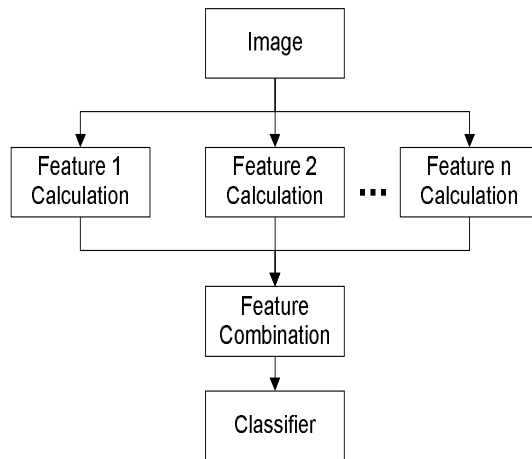 Image
Feature 1
Calculation
Feature 2
Calculation
...
Feature n
Calculation
Feature
Combination
Classifier